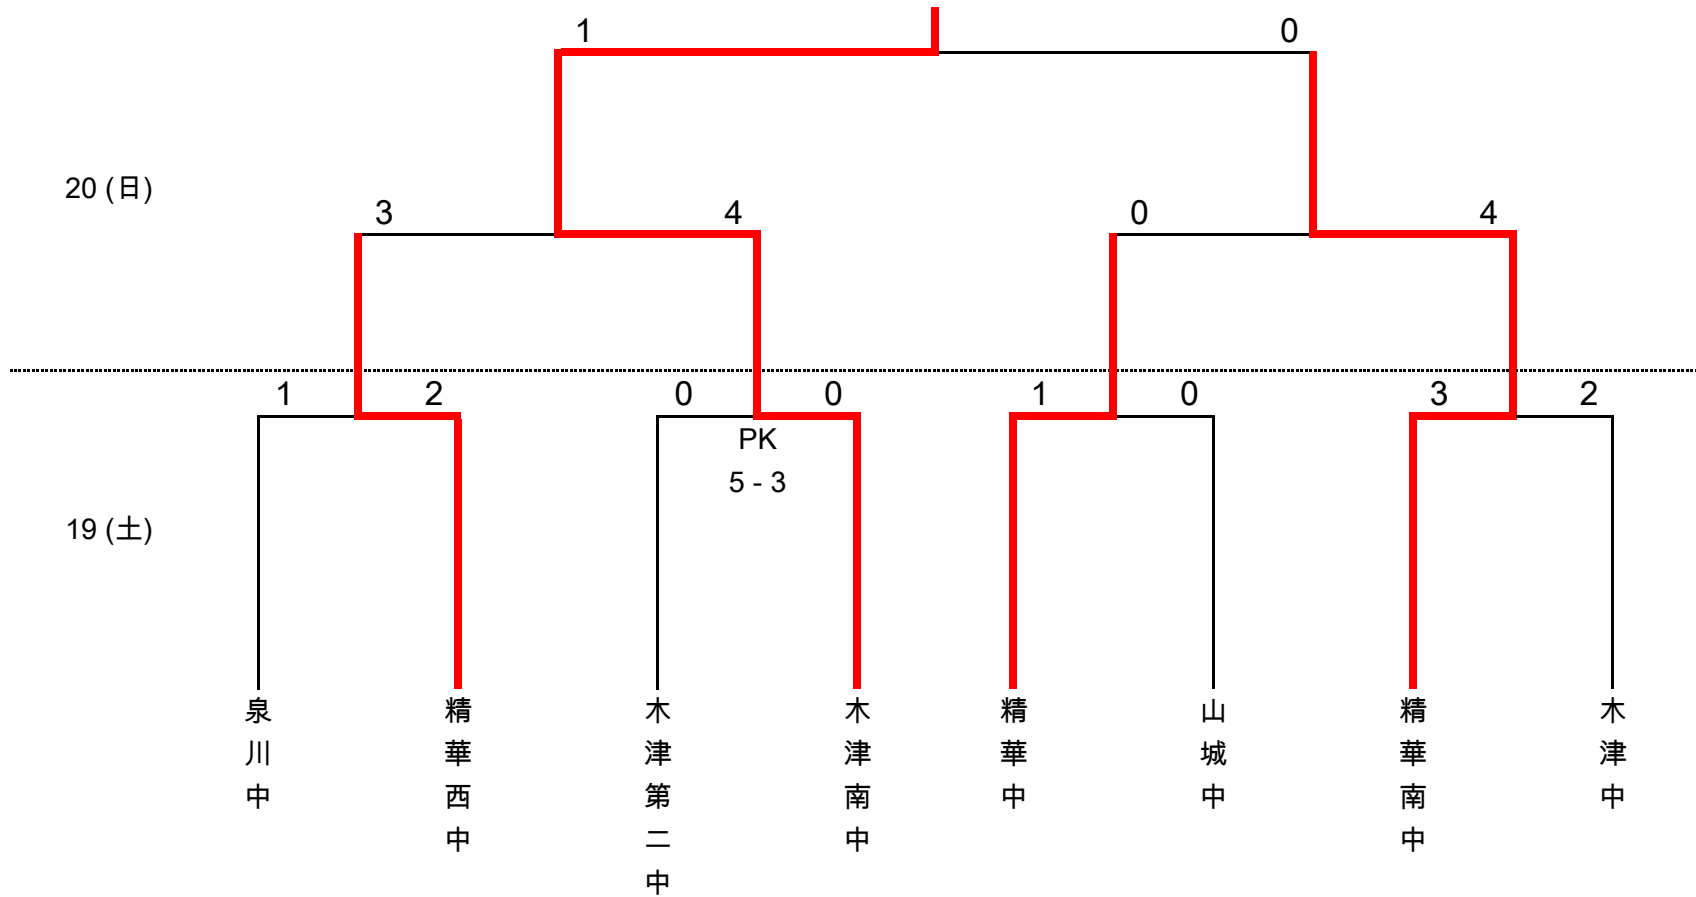 1 0
20 (日)
3 4 0 4
1 2 0 0 1 0 3 2
PK
5 - 3
19 (土)
泉川中
精華西中
木津第二中
木津南中
精華中
山城中
精華南中
木津中